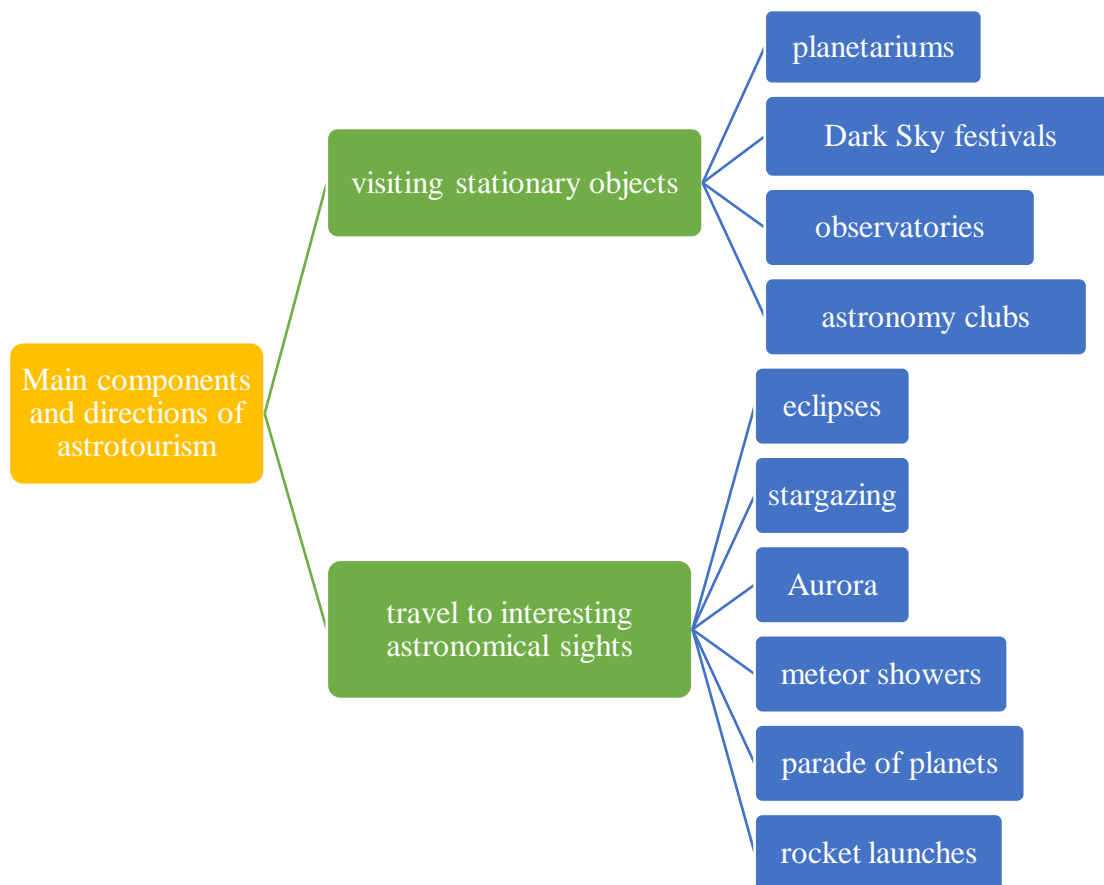 Main components
and directions of
astrotourism
visiting stationary objects
planetariums
Dark Sky festivals
observatories
astronomy clubs
travel to interesting
astronomical sights
eclipses
stargazing
Aurora
meteor showers
parade of planets
rocket launches